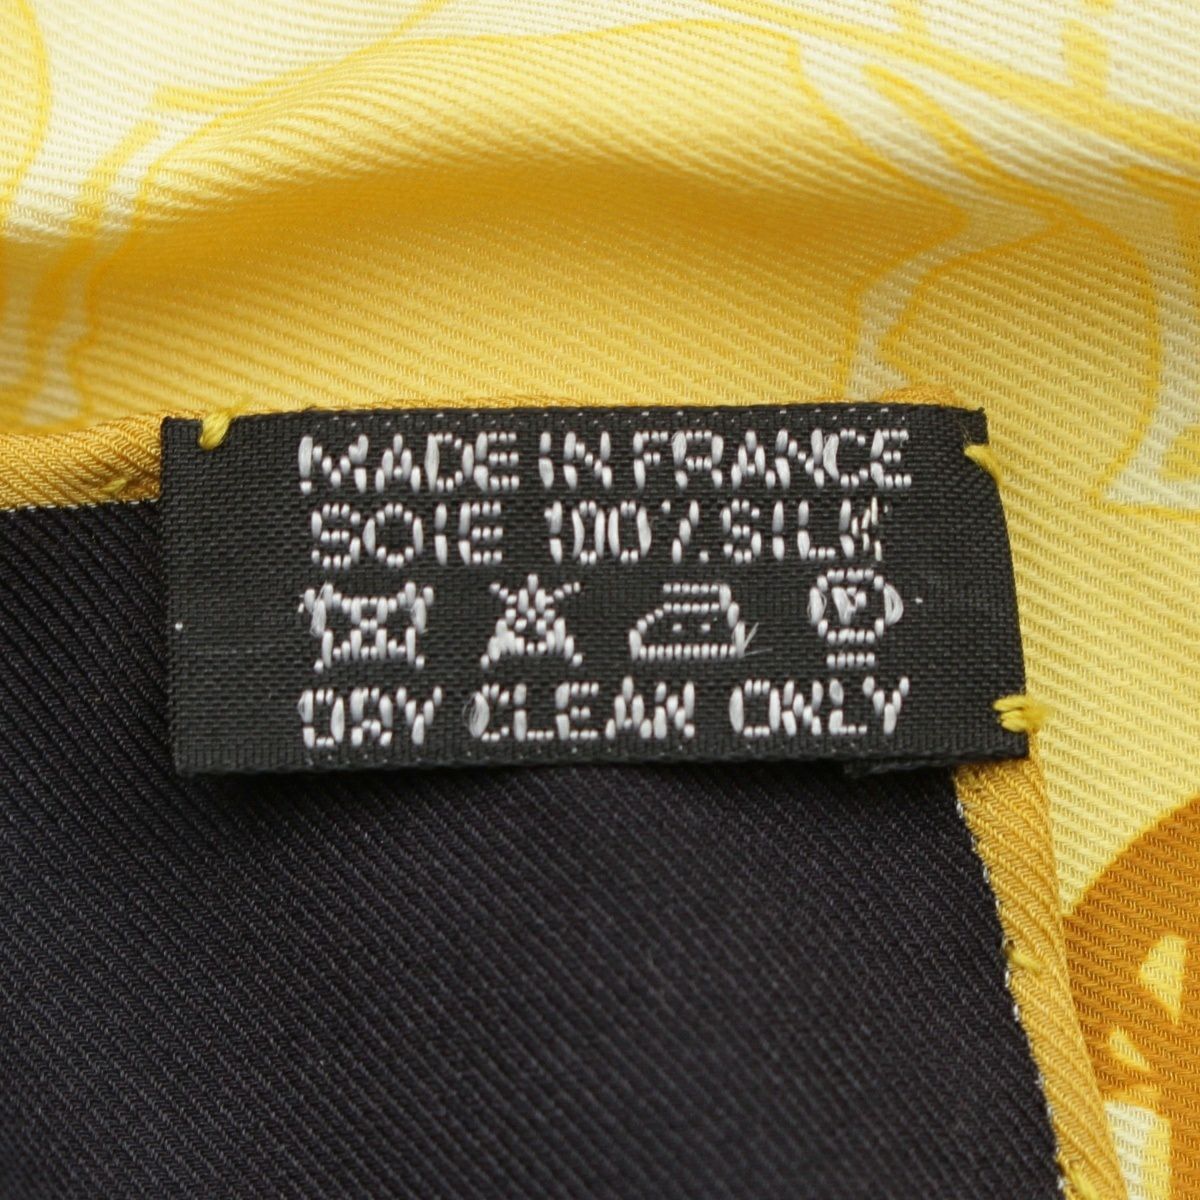 MADE IN FRANCE
SOIE 100% SILK
P
DRY CLEAN ONLY